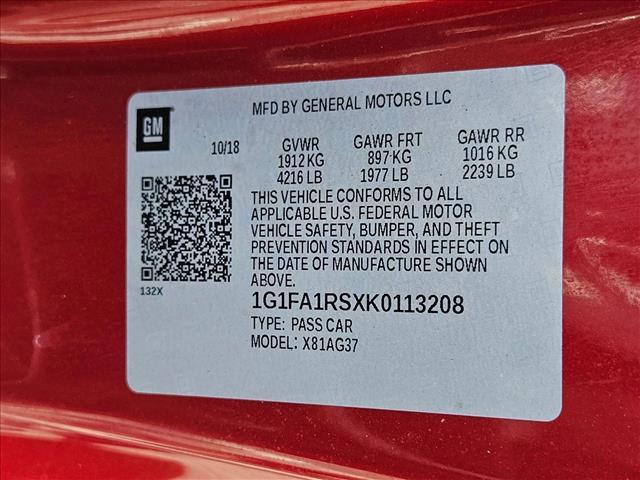 MFD BY GENERAL MOTORS LLC
GM
10/18 GVWR GAWR FRT GAWR RR
1912 KG 897 KG 1016 KG
4216 LB 1977 LB 2239 LB
THIS VEHICLE CONFORMS TO ALL
APPLICABLE U.S. FEDERAL MOTOR
VEHICLE SAFETY, BUMPER, AND THEFT
PREVENTION STANDARDS IN EFFECT ON
THE DATE OF MANUFACTURE SHOWN
ABOVE.
132X
1G1FA1RSXK0113208
TYPE: PASS CAR
MODEL: X81AG37